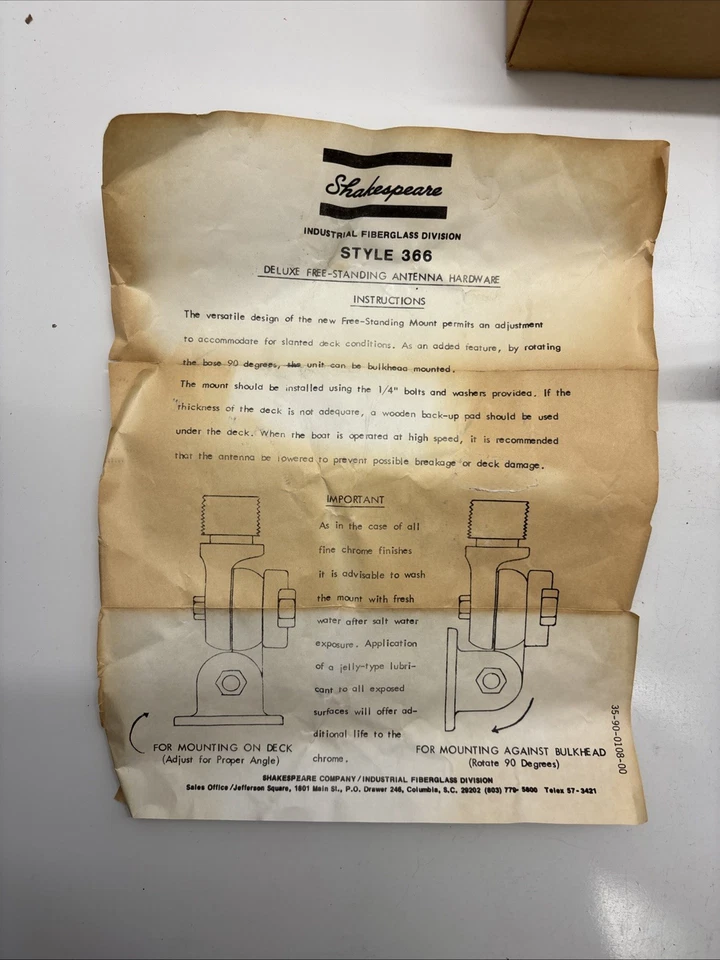 Shakespeare
INDUSTRIAL FIBERGLASS DIVISION
STYLE 366
DELUXE FREE-STANDING ANTENNA HARDWARE
INSTRUCTIONS
The versatile design of the new Free-Standing Mount permits an adjustment
to accommodate for slanted deck conditions. As an added feature, by rotating
the base 90 degrees, the unit can be bulkhead mounted.
The mount should be installed using the 1/4" bolts and washers provided. If the
thickness of the deck is not adequate, a wooden back-up pad should be used
under the deck. When the boat is operated at high speed, it is recommended
that the antenna be lowered to prevent possible breakage or deck damage.
IMPORTANT
As in the case of all
fine chrome finishes
it is advisable to wash
the mount with fresh
water after salt water
exposure. Application
of a jelly-type lubri-
cant to all exposed
surfaces will offer ad-
ditional life to the
chrome.
FOR MOUNTING ON DECK
(Adjust for Proper Angle)
FOR MOUNTING AGAINST BULKHEAD
(Rotate 90 Degrees)
35-90-0108-00
SHAKESPEARE COMPANY/INDUSTRIAL FIBERGLASS DIVISION
Sales Office/Jefferson Square, 1801 Main St., P.O. Drawer 246, Columbia, S.C. 29202 (803) 779-5800 Telex 57-3421